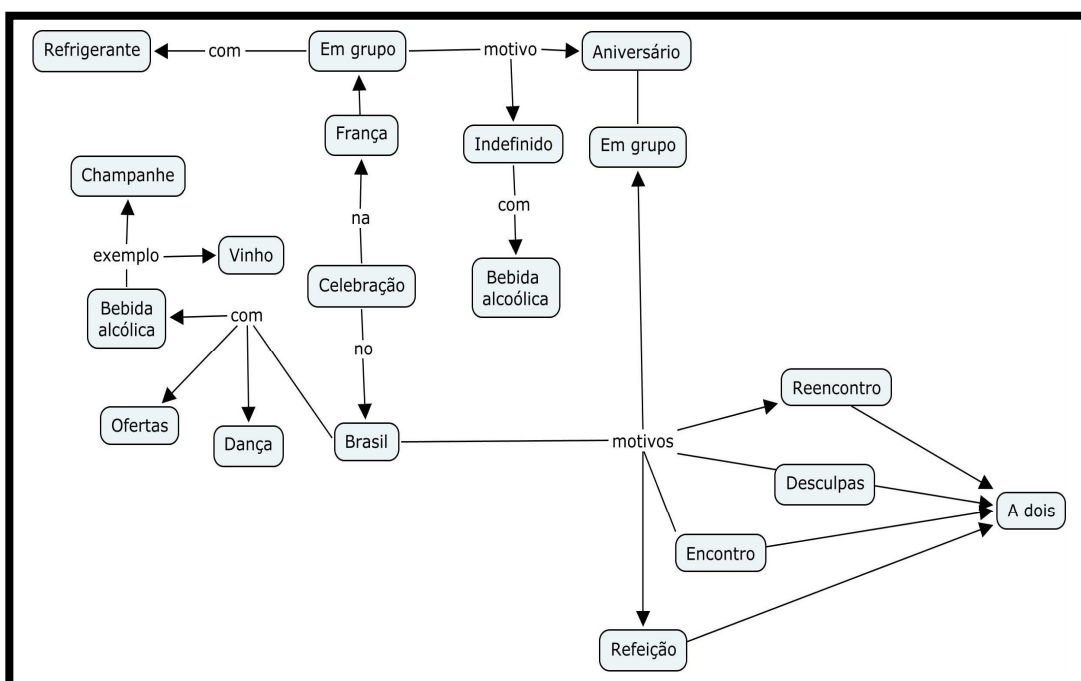 Refrigerante
com
Em grupo
motivo
Aniversário
França
Indefinido
Em grupo
Champanhe
com
na
exemplo
Vinho
Celebração
Bebida
alcoólica
Bebida
alcólica
com
no
Reencontro
Ofertas
Dança
Brasil
motivos
Desculpas
A dois
Encontro
Refeição